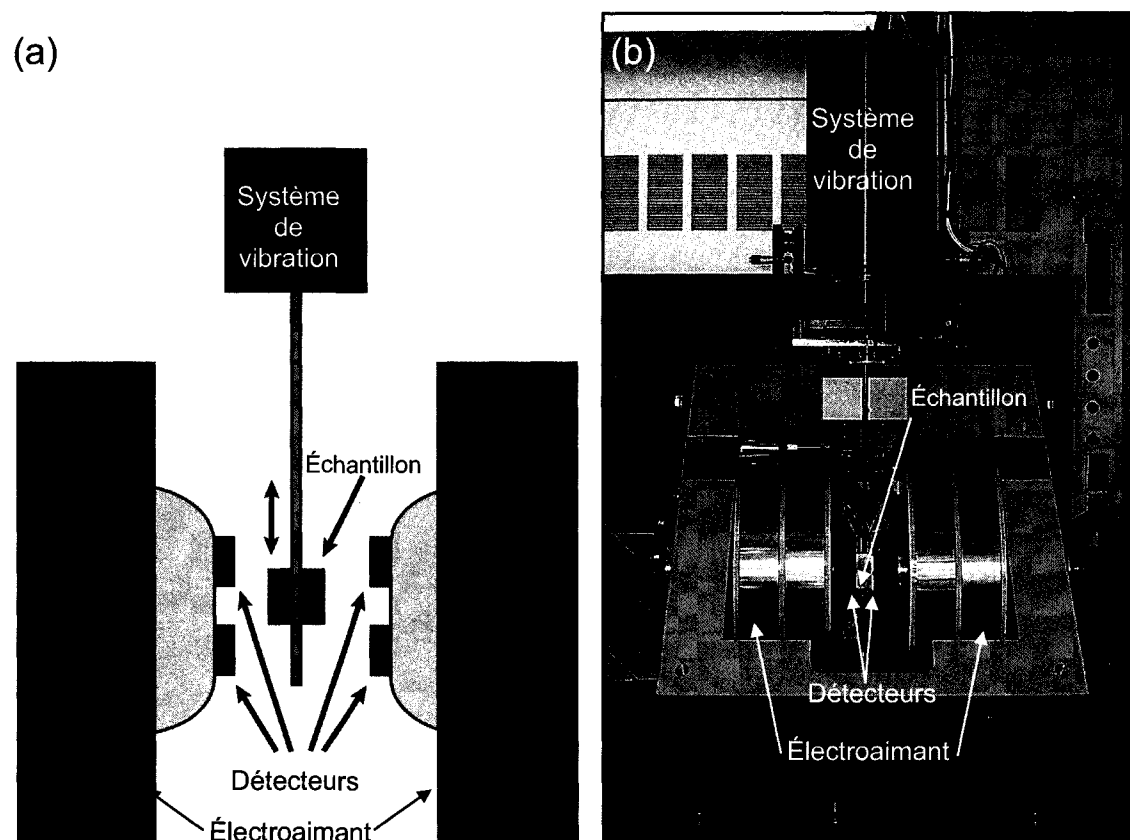 (a)
Système
de
vibration
Échantillon
Détecteurs
Électroaimant
(b)
Système
de
vibration
Échantillon
Détecteurs
Électroaimant